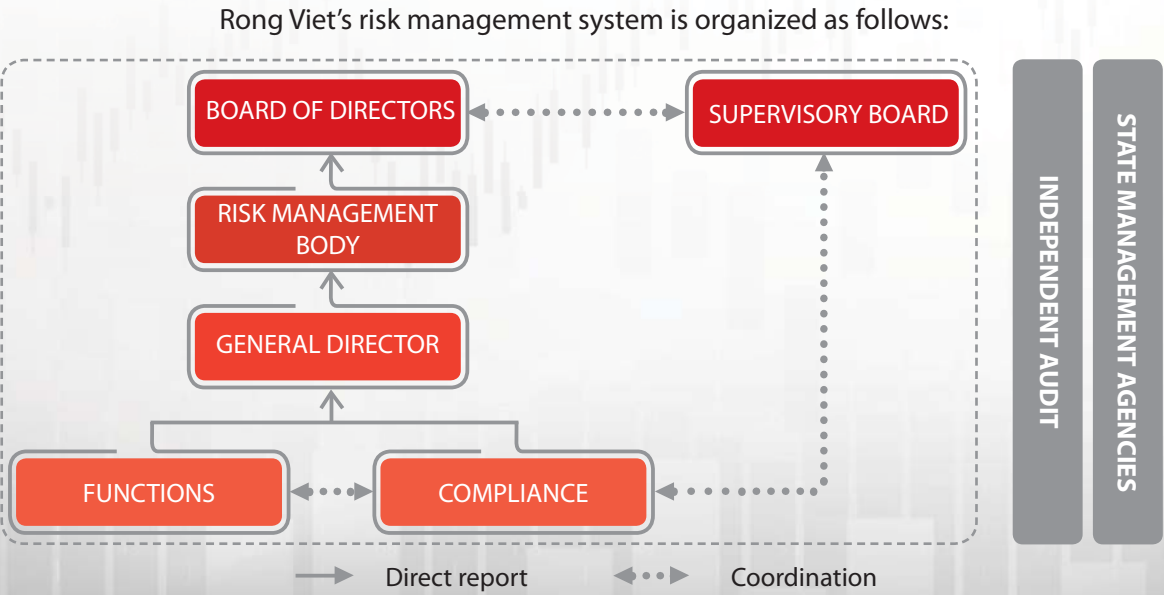 Rong Viet’s risk management system is organized as follows:
BOARD OF DIRECTORS
SUPERVISORY BOARD
RISK MANAGEMENT
BODY
GENERAL DIRECTOR
FUNCTIONS
COMPLIANCE
INDEPENDENT AUDIT
STATE MANAGEMENT AGENCIES
Direct report
Coordination